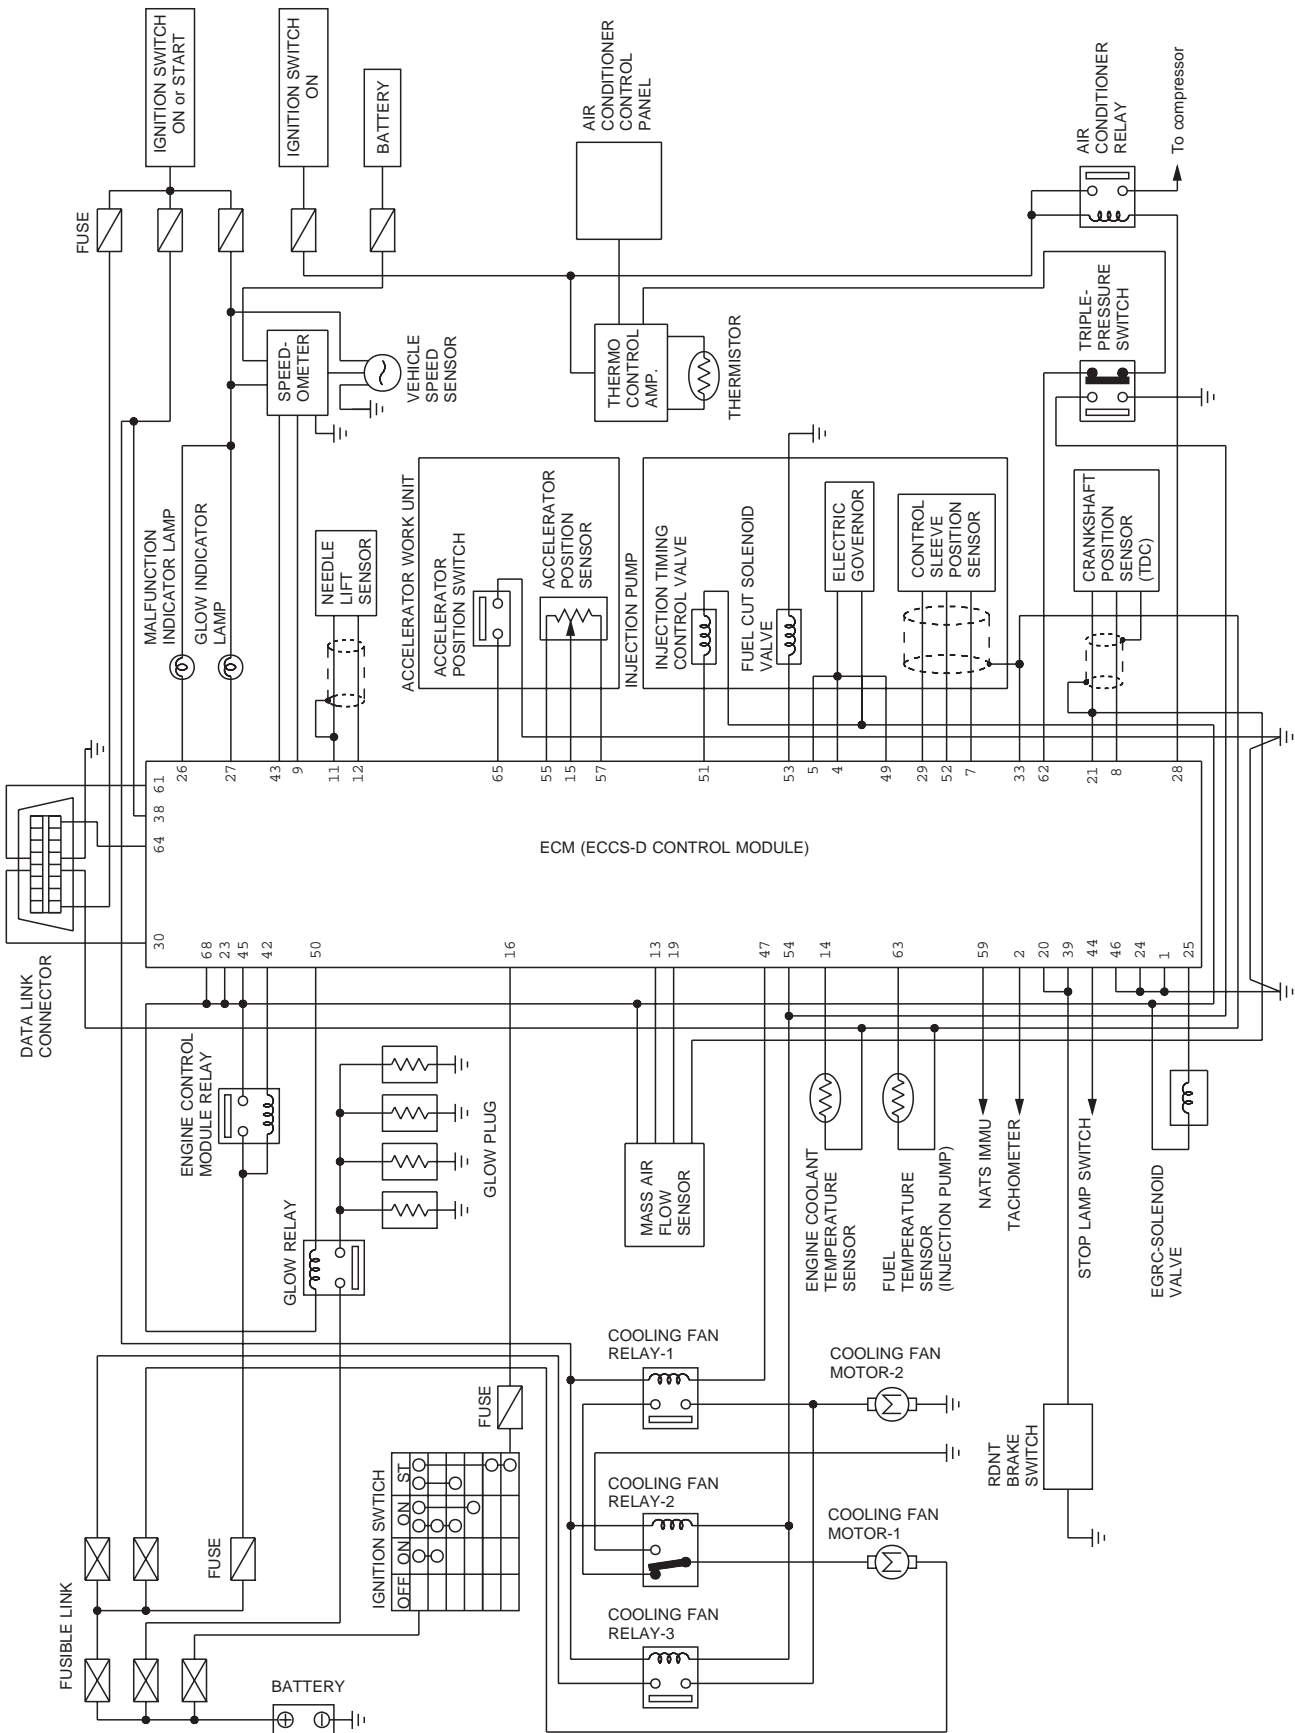 IGNITION SWITCH
ON or START
IGNITION SWITCH
ON
BATTERY
FUSE
AIR
CONDITIONER
CONTROL
PANEL
AIR
CONDITIONER
RELAY
To compressor
SPEED-
OMETER
VEHICLE
SPEED
SENSOR
THERMO
CONTROL
AMP.
THERMISTOR
TRIPLE-
PRESSURE
SWITCH
MALFUNCTION
INDICATOR LAMP
GLOW INDICATOR
LAMP
NEEDLE
LIFT
SENSOR
ACCELERATOR WORK UNIT
ACCELERATOR
POSITION SWITCH
ACCELERATOR
POSITION
SENSOR
INJECTION PUMP
INJECTION TIMING
CONTROL VALVE
FUEL CUT SOLENOID
VALVE
ELECTRIC
GOVERNOR
CONTROL
SLEEVE
POSITION
SENSOR
CRANKSHAFT
POSITION
SENSOR
(TDC)
61
38
64
30
26
27
43
9
11
12
65
55
15
57
51
53
5
4
49
29
52
7
33
62
21
8
28
ECM (ECCS-D CONTROL MODULE)
68
23
45
42
50
16
13
19
47
54
14
63
59
2
20
39
44
46
24
1
25
DATA LINK
CONNECTOR
ENGINE CONTROL
MODULE RELAY
GLOW RELAY
GLOW PLUG
MASS AIR
FLOW
SENSOR
ENGINE COOLANT
TEMPERATURE
SENSOR
FUEL
TEMPERATURE
SENSOR
(INJECTION PUMP)
NATS IMMU
TACHOMETER
STOP LAMP SWITCH
EGRC-SOLENOID
VALVE
COOLING FAN
RELAY-1
COOLING FAN
MOTOR-2
FUSE
IGNITION SWTICH
OFF
ON
ON
ST
COOLING FAN
RELAY-2
COOLING FAN
MOTOR-1
RDNT
BRAKE
SWITCH
FUSE
FUSIBLE LINK
COOLING FAN
RELAY-3
BATTERY